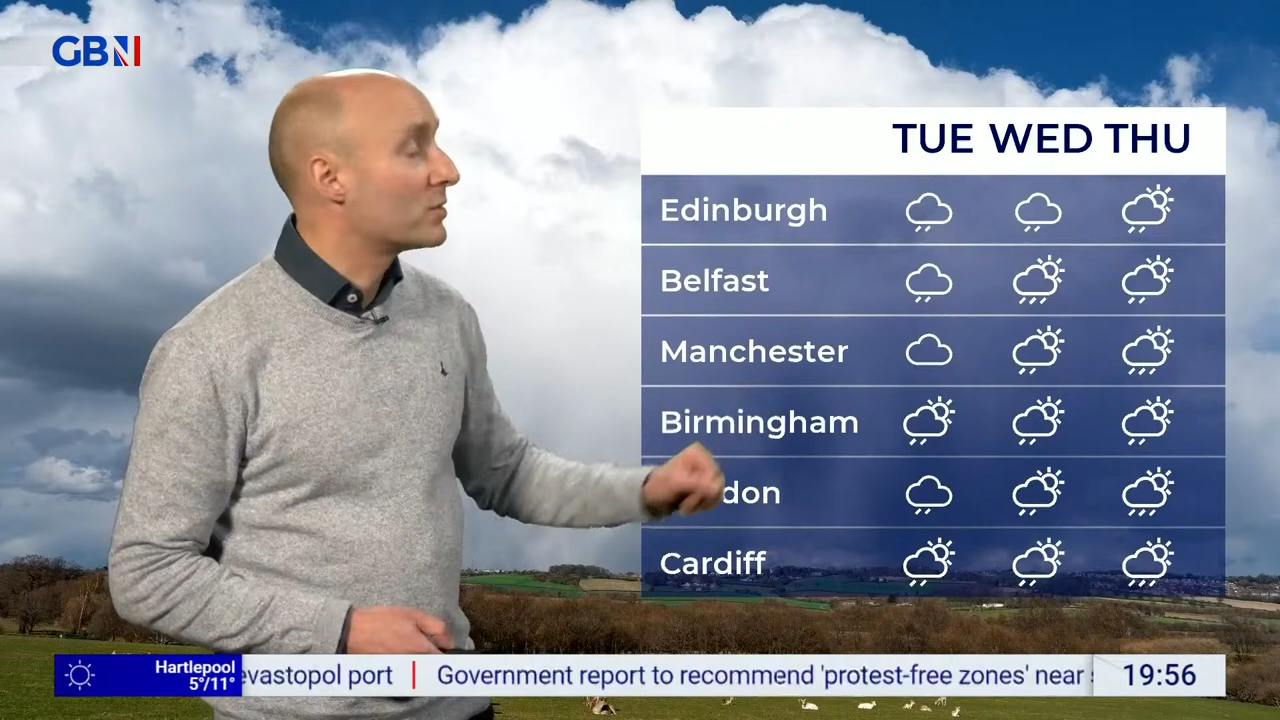 GBN
TUE WED THU
Edinburgh
Belfast
Manchester
Birmingham
don
Cardiff
Hartlepool
5°/11°
evastopol port | Government report to recommend 'protest-free zones' near
19:56